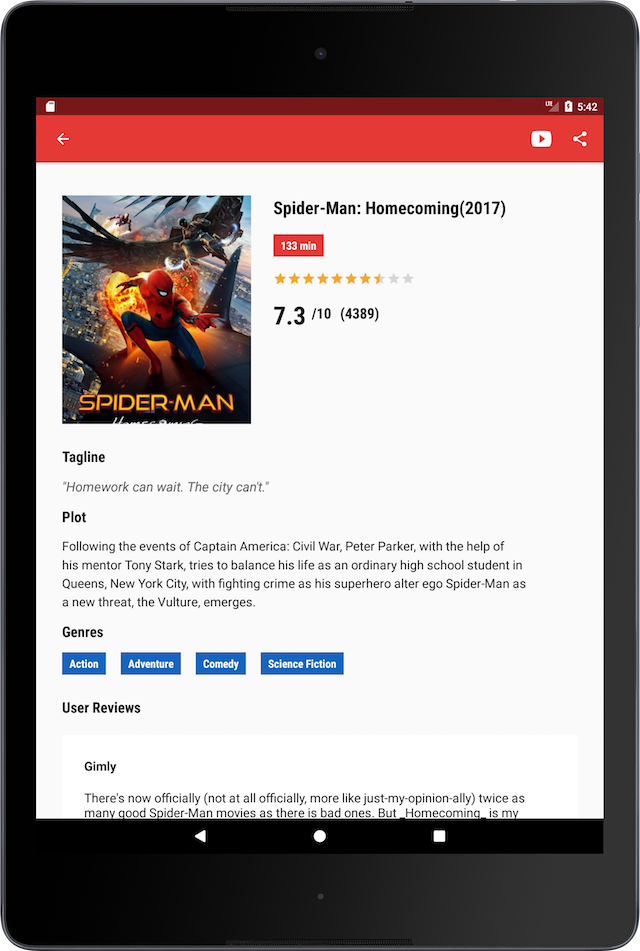 LTE 5:42
Spider-Man: Homecoming(2017)
133 min
7.3 /10 (4389)
SPIDER-MAN
HOMECOMING
Tagline
"Homework can wait. The city can't."
Plot
Following the events of Captain America: Civil War, Peter Parker, with the help of
his mentor Tony Stark, tries to balance his life as an ordinary high school student in
Queens, New York City, with fighting crime as his superhero alter ego Spider-Man as
a new threat, the Vulture, emerges.
Genres
Action Adventure Comedy Science Fiction
User Reviews
Gimly
There's now officially (not at all officially, more like just-my-opinion-ally) twice as
many good Spider-Man movies as there is bad ones. But _Homecoming_ is my